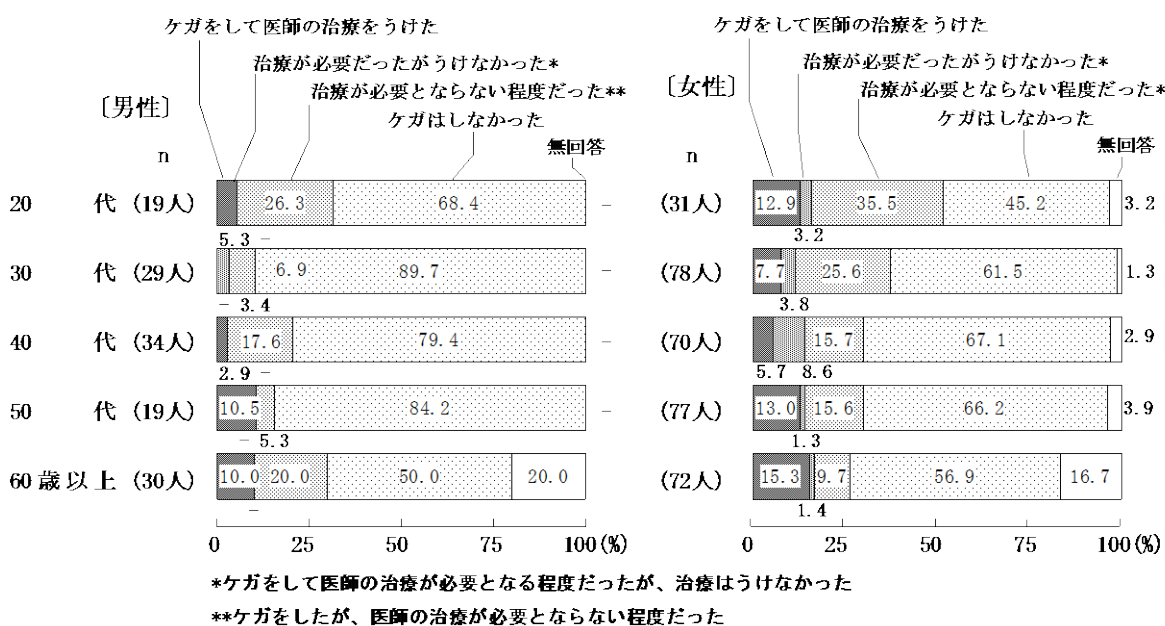 ケガをして医師の治療をうけた
治療が必要だったがうけなかった*
治療が必要とならない程度だった**
〔男性〕
ケガはしなかった
無回答
n
20 代 (19人) 26.3 68.4 －
5.3 －
30 代 (29人) 6.9 89.7 －
－ 3.4
40 代 (34人) 17.6 79.4 －
2.9 －
50 代 (19人) 10.5 84.2 －
－ 5.3
60歳以上 (30人) 10.0 20.0 50.0 20.0
－
0 25 50 75 100(%)
ケガをして医師の治療をうけた
治療が必要だったがうけなかった*
〔女性〕
治療が必要とならない程度だった*
ケガはしなかった
無回答
n
(31人) 12.9 35.5 45.2 3.2
3.2
(78人) 7.7 25.6 61.5 1.3
3.8
(70人) 15.7 67.1 2.9
5.7 8.6
(77人) 13.0 15.6 66.2 3.9
1.3
(72人) 15.3 9.7 56.9 16.7
1.4
0 25 50 75 100(%)
*ケガをして医師の治療が必要となる程度だったが、治療はうけなかった
**ケガをしたが、医師の治療が必要とならない程度だった